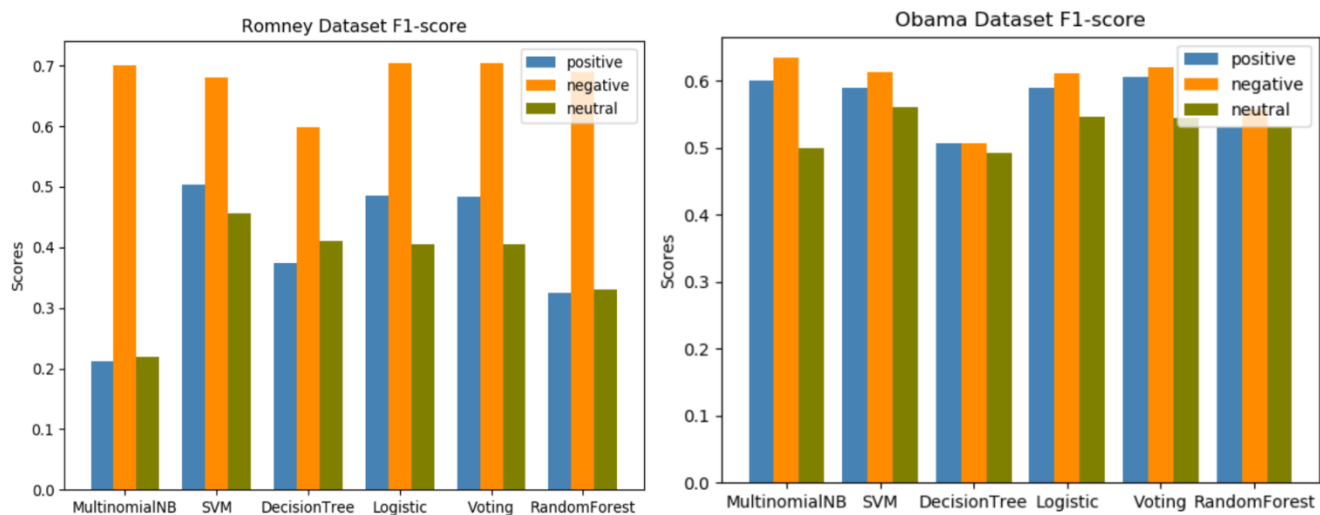 Romney Dataset F1-score
0.7
0.6
0.5
0.4
0.3
0.2
0.1
0.0
Scores
positive
negative
neutral
MultinomialNB
SVM
DecisionTree
Logistic
Voting
RandomForest
Obama Dataset F1-score
0.6
0.5
0.4
0.3
0.2
0.1
0.0
Scores
positive
negative
neutral
MultinomialNB
SVM
DecisionTree
Logistic
Voting
RandomForest